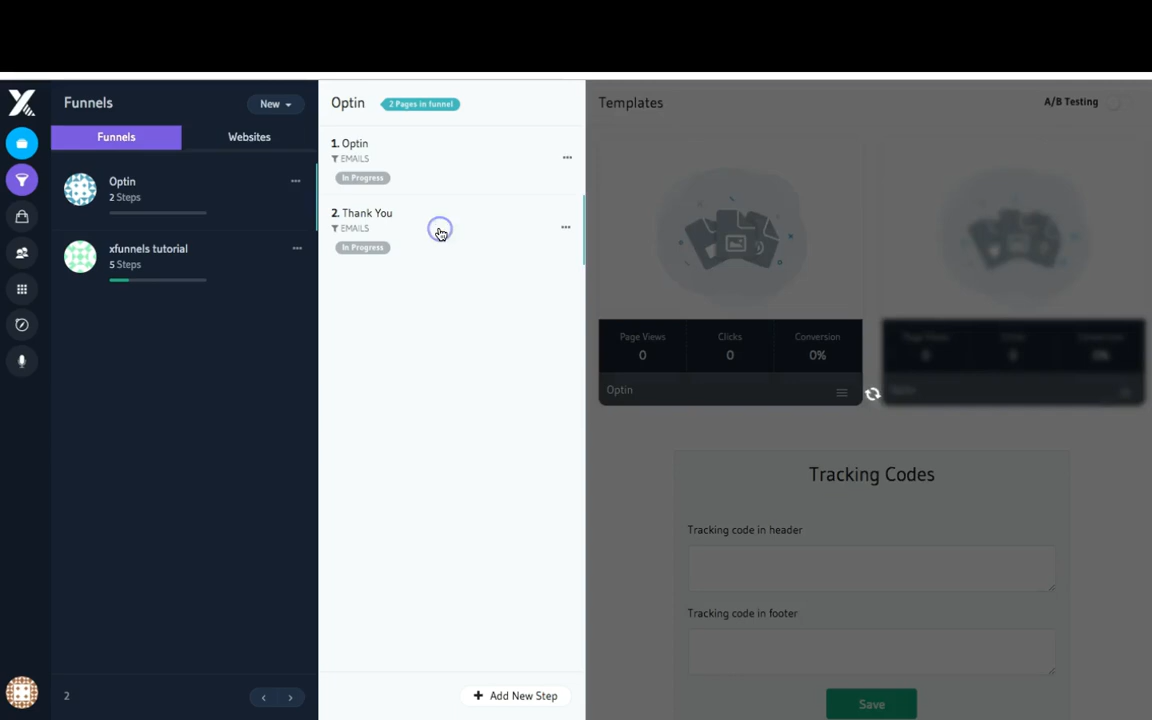 Funnels
New
Funnels
Websites
Optin
2 Steps
xfunnels tutorial
5 Steps
2
Optin
2 Pages in funnel
1. Optin
EMAILS
In Progress
2. Thank You
EMAILS
In Progress
+ Add New Step
Templates
A/B Testing
Page Views
Clicks
Conversion
0
0
0%
Optin
Tracking Codes
Tracking code in header
Tracking code in footer
Save